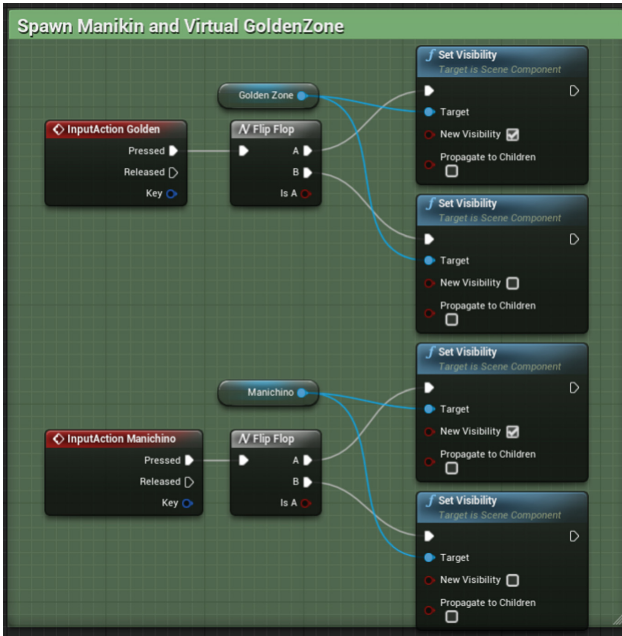 Spawn Manikin and Virtual GoldenZone
Set Visibility
Target is Scene Component
Golden Zone
Target
InputAction Golden
Flip Flop
New Visibility
Pressed
A
Propagate to Children
Released
B
Key
Is A
Set Visibility
Target is Scene Component
Target
New Visibility
Propagate to Children
Set Visibility
Target is Scene Component
Manichino
Target
InputAction Manichino
Flip Flop
New Visibility
Pressed
A
Propagate to Children
Released
B
Key
Is A
Set Visibility
Target is Scene Component
Target
New Visibility
Propagate to Children